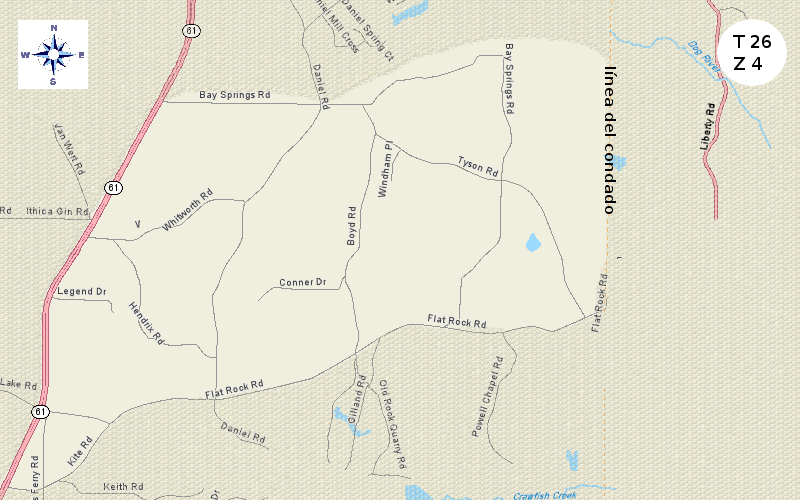 N
W E
S
61
Daniel Spring Ct
Daniel Mill Cross
Daniel Rd
Bay Springs Rd
Bay Springs Rd
Dog River
T 26
Z 4
línea del condado
Liberty Rd
Van Wert Rd
61
Rd
Ithica Gin Rd
V
Whitworth Rd
Windham Pl
Tyson Rd
Boyd Rd
Legend Dr
Conner Dr
Hendrix Rd
Flat Rock Rd
Flat Rock Rd
Lake Rd
61
Flat Rock Rd
Gilland Rd
Old Rock Quarry Rd
Powell Chapel Rd
Kite Rd
Daniel Rd
s Ferry Rd
Keith Rd
Dr
Crawfish Creek